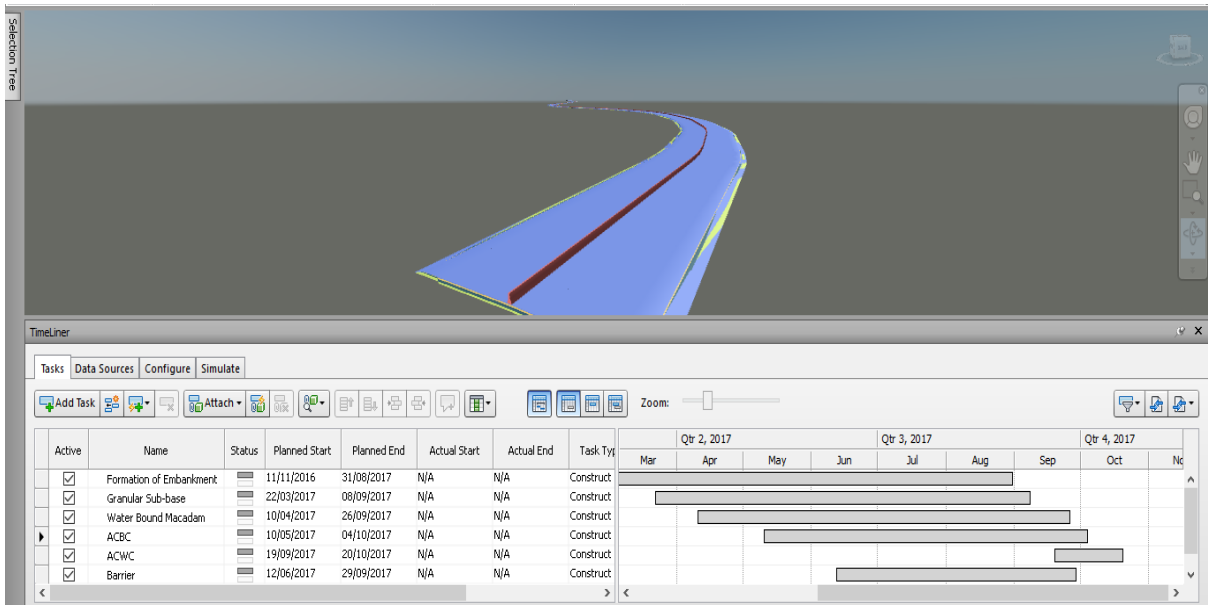 Selection Tree
TimeLiner
Tasks Data Sources Configure Simulate
Add Task Attach Zoom:
Active Name Status Planned Start Planned End Actual Start Actual End Task Typ
Qtr 2, 2017 Qtr 3, 2017 Qtr 4, 2017
Mar Apr May Jun Jul Aug Sep Oct No
Formation of Embankment 11/11/2016 31/08/2017 N/A N/A Construct
Granular Sub-base 22/03/2017 08/09/2017 N/A N/A Construct
Water Bound Macadam 10/04/2017 26/09/2017 N/A N/A Construct
ACBC 10/05/2017 04/10/2017 N/A N/A Construct
ACWC 19/09/2017 20/10/2017 N/A N/A Construct
Barrier 12/06/2017 29/09/2017 N/A N/A Construct